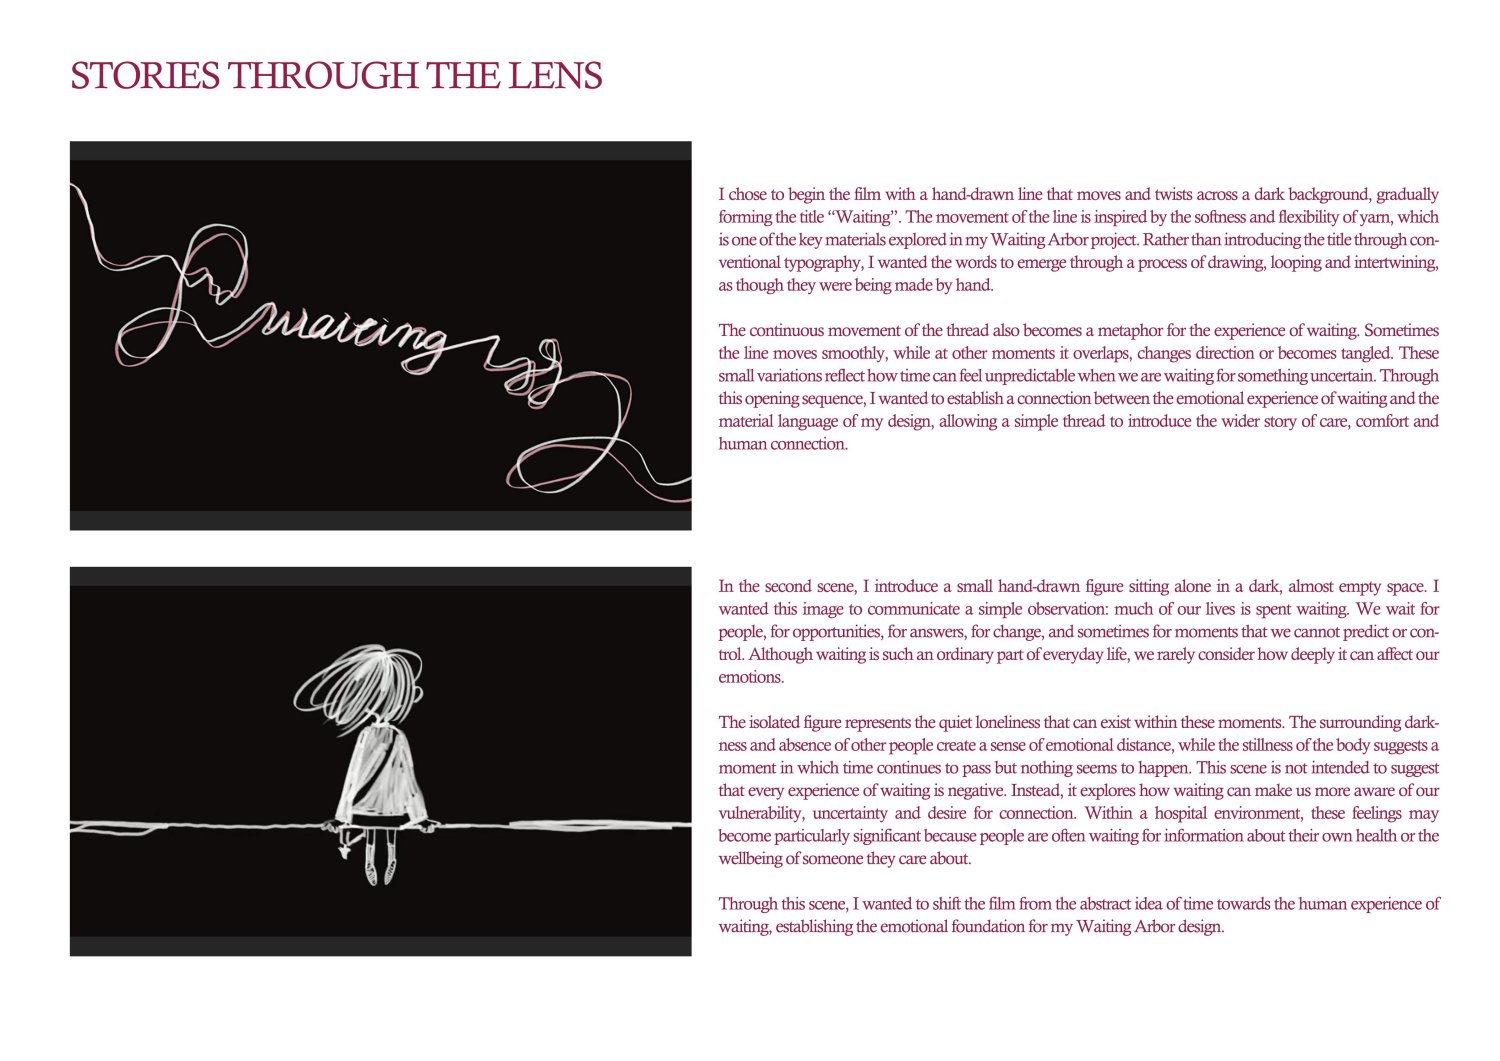 STORIES THROUGH THE LENS
waiting
I chose to begin the film with a hand-drawn line that moves and twists across a dark background, gradually
forming the title “Waiting”. The movement of the line is inspired by the softness and flexibility of yarn, which
is one of the key materials explored in my Waiting Arbor project. Rather than introducing the title through con-
ventional typography, I wanted the words to emerge through a process of drawing, looping and intertwining,
as though they were being made by hand.
The continuous movement of the thread also becomes a metaphor for the experience of waiting. Sometimes
the line moves smoothly, while at other moments it overlaps, changes direction or becomes tangled. These
small variations reflect how time can feel unpredictable when we are waiting for something uncertain. Through
this opening sequence, I wanted to establish a connection between the emotional experience of waiting and the
material language of my design, allowing a simple thread to introduce the wider story of care, comfort and
human connection.
In the second scene, I introduce a small hand-drawn figure sitting alone in a dark, almost empty space. I
wanted this image to communicate a simple observation: much of our lives is spent waiting. We wait for
people, for opportunities, for answers, for change, and sometimes for moments that we cannot predict or con-
trol. Although waiting is such an ordinary part of everyday life, we rarely consider how deeply it can affect our
emotions.
The isolated figure represents the quiet loneliness that can exist within these moments. The surrounding dark-
ness and absence of other people create a sense of emotional distance, while the stillness of the body suggests a
moment in which time continues to pass but nothing seems to happen. This scene is not intended to suggest
that every experience of waiting is negative. Instead, it explores how waiting can make us more aware of our
vulnerability, uncertainty and desire for connection. Within a hospital environment, these feelings may
become particularly significant because people are often waiting for information about their own health or the
wellbeing of someone they care about.
Through this scene, I wanted to shift the film from the abstract idea of time towards the human experience of
waiting, establishing the emotional foundation for my Waiting Arbor design.